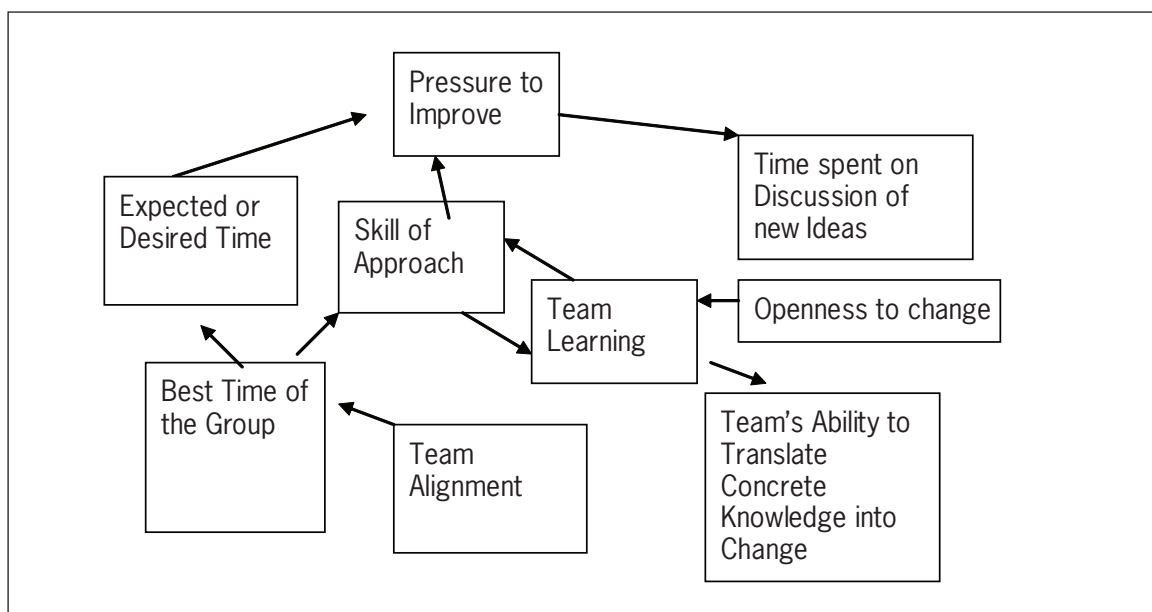 Pressure to
Improve
Time spent on
Discussion of
new Ideas
Expected or
Desired Time
Skill of
Approach
Team
Learning
Openness to change
Best Time of
the Group
Team
Alignment
Team’s Ability to
Translate
Concrete
Knowledge into
Change